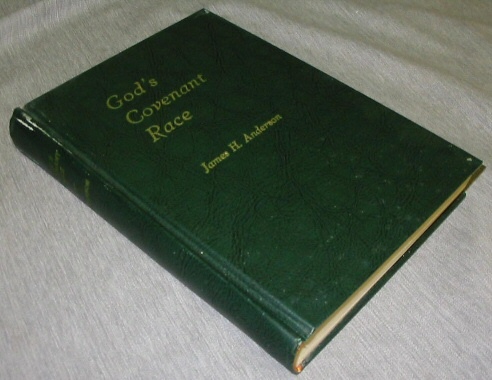 God's
Covenant
Race
James H. Anderson